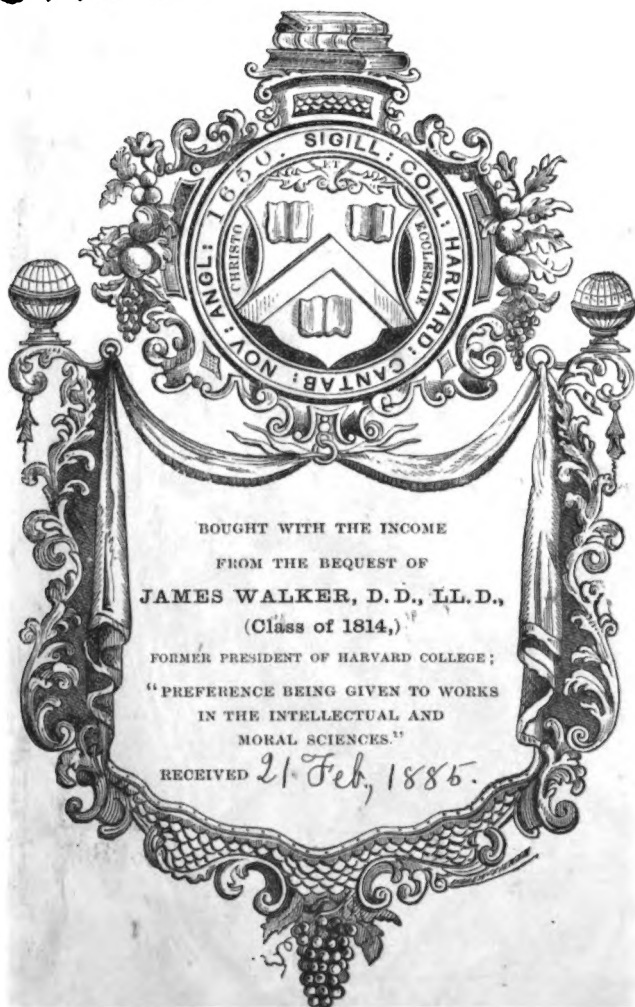 SIGILL: COLL: HARVARD: CANTAB: NOV: ANGL: 1650.
ET
CHRISTO
ECCLESIAE
BOUGHT WITH THE INCOME
FROM THE BEQUEST OF
JAMES WALKER, D.D., LL.D.,
(Class of 1814,)
FORMER PRESIDENT OF HARVARD COLLEGE;
"PREFERENCE BEING GIVEN TO WORKS
IN THE INTELLECTUAL AND
MORAL SCIENCES."
RECEIVED 21 Feb, 1885.